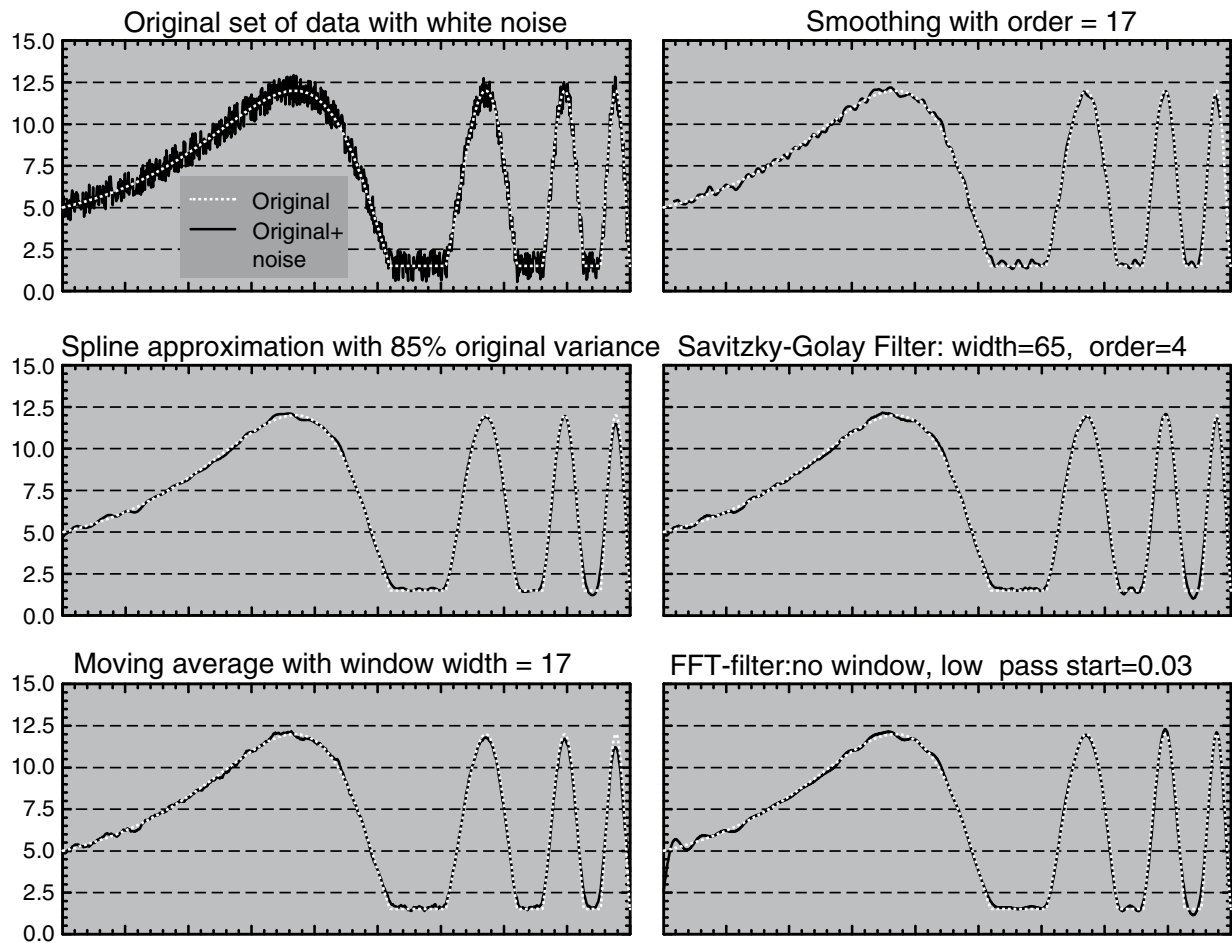 Original set of data with white noise
15.0
12.5
10.0
7.5
5.0
2.5
0.0
Original
Original+
noise
Smoothing with order = 17
Spline approximation with 85% original variance
15.0
12.5
10.0
7.5
5.0
2.5
0.0
Savitzky-Golay Filter: width=65, order=4
Moving average with window width = 17
15.0
12.5
10.0
7.5
5.0
2.5
0.0
FFT-filter:no window, low pass start=0.03